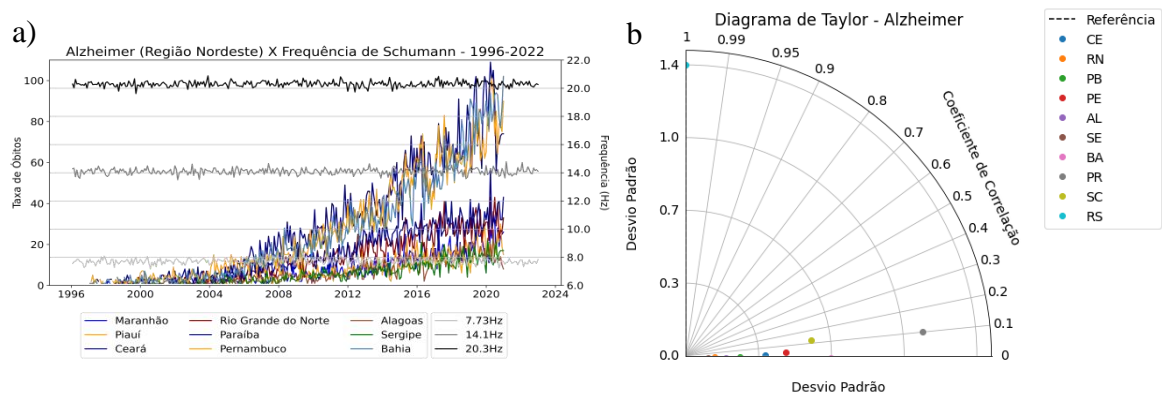 a)
Alzheimer (Região Nordeste) X Frequência de Schumann - 1996-2022
Taxa de Óbitos
100
80
60
40
20
0
22.0
20.0
18.0
16.0
14.0
12.0
10.0
8.0
6.0
Frequência (Hz)
1996 2000 2004 2008 2012 2016 2020 2024
Maranhão
Piauí
Ceará
Rio Grande do Norte
Paraíba
Pernambuco
Alagoas
Sergipe
Bahia
7.73Hz
14.1Hz
20.3Hz
b
Diagrama de Taylor - Alzheimer
Desvio Padrão
1.4
1.0
0.7
0.3
0.0
1
0.99
0.95
0.9
0.8
0.7
0.6
0.5
0.4
0.3
0.2
0.1
0
Coeficiente de Correlação
Desvio Padrão
Referência
CE
RN
PB
PE
AL
SE
BA
PR
SC
RS